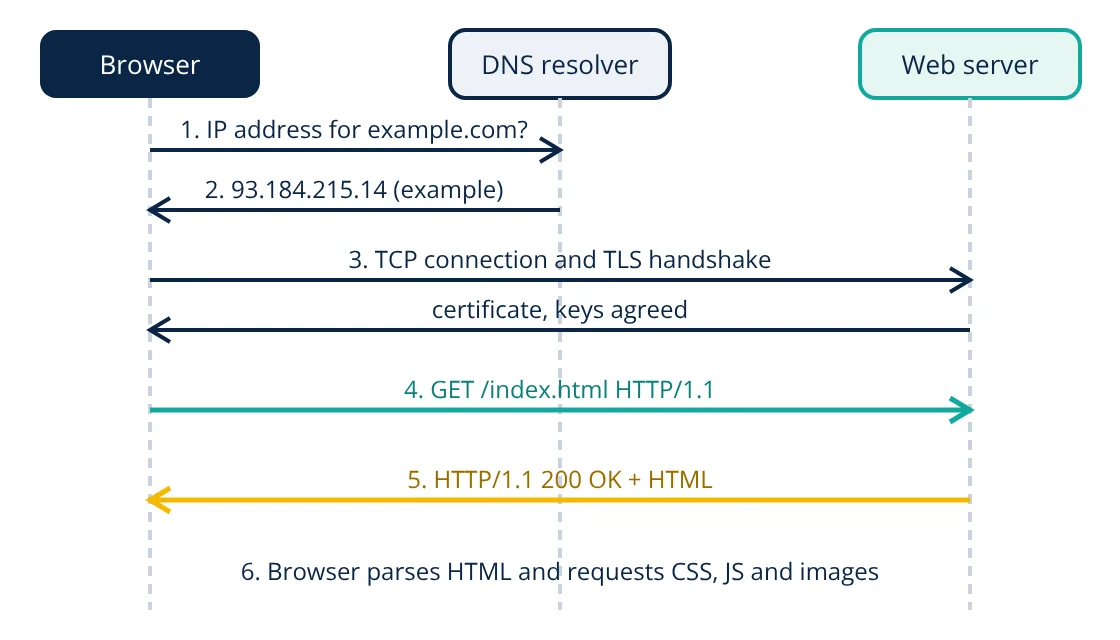 Browser
DNS resolver
Web server
1. IP address for example.com?
2. 93.184.215.14 (example)
3. TCP connection and TLS handshake
certificate, keys agreed
4. GET /index.html HTTP/1.1
5. HTTP/1.1 200 OK + HTML
6. Browser parses HTML and requests CSS, JS and images